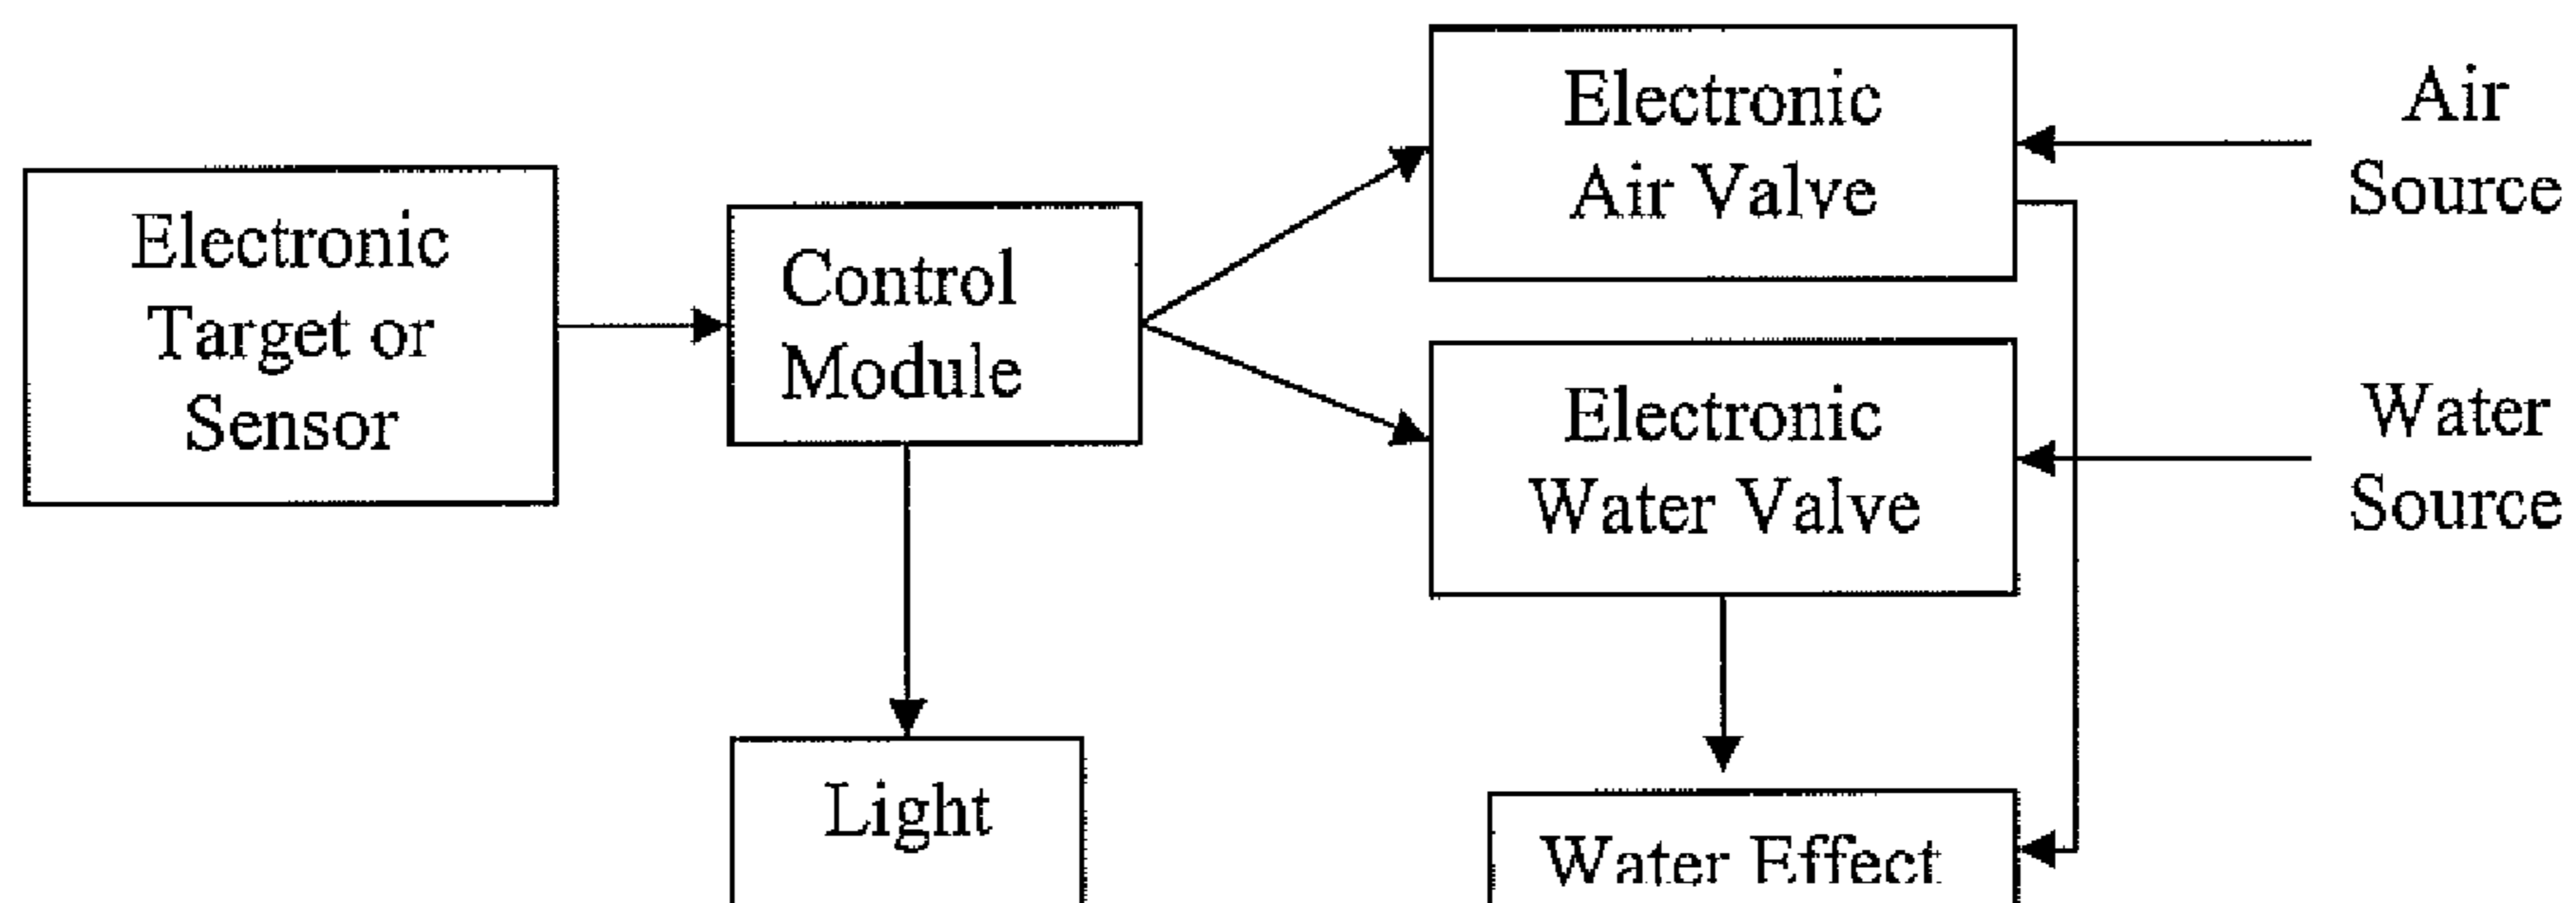 Electronic
Target or
Sensor
Control
Module
Electronic
Air Valve
Air
Source
Electronic
Water Valve
Water
Source
Light
Water Effect